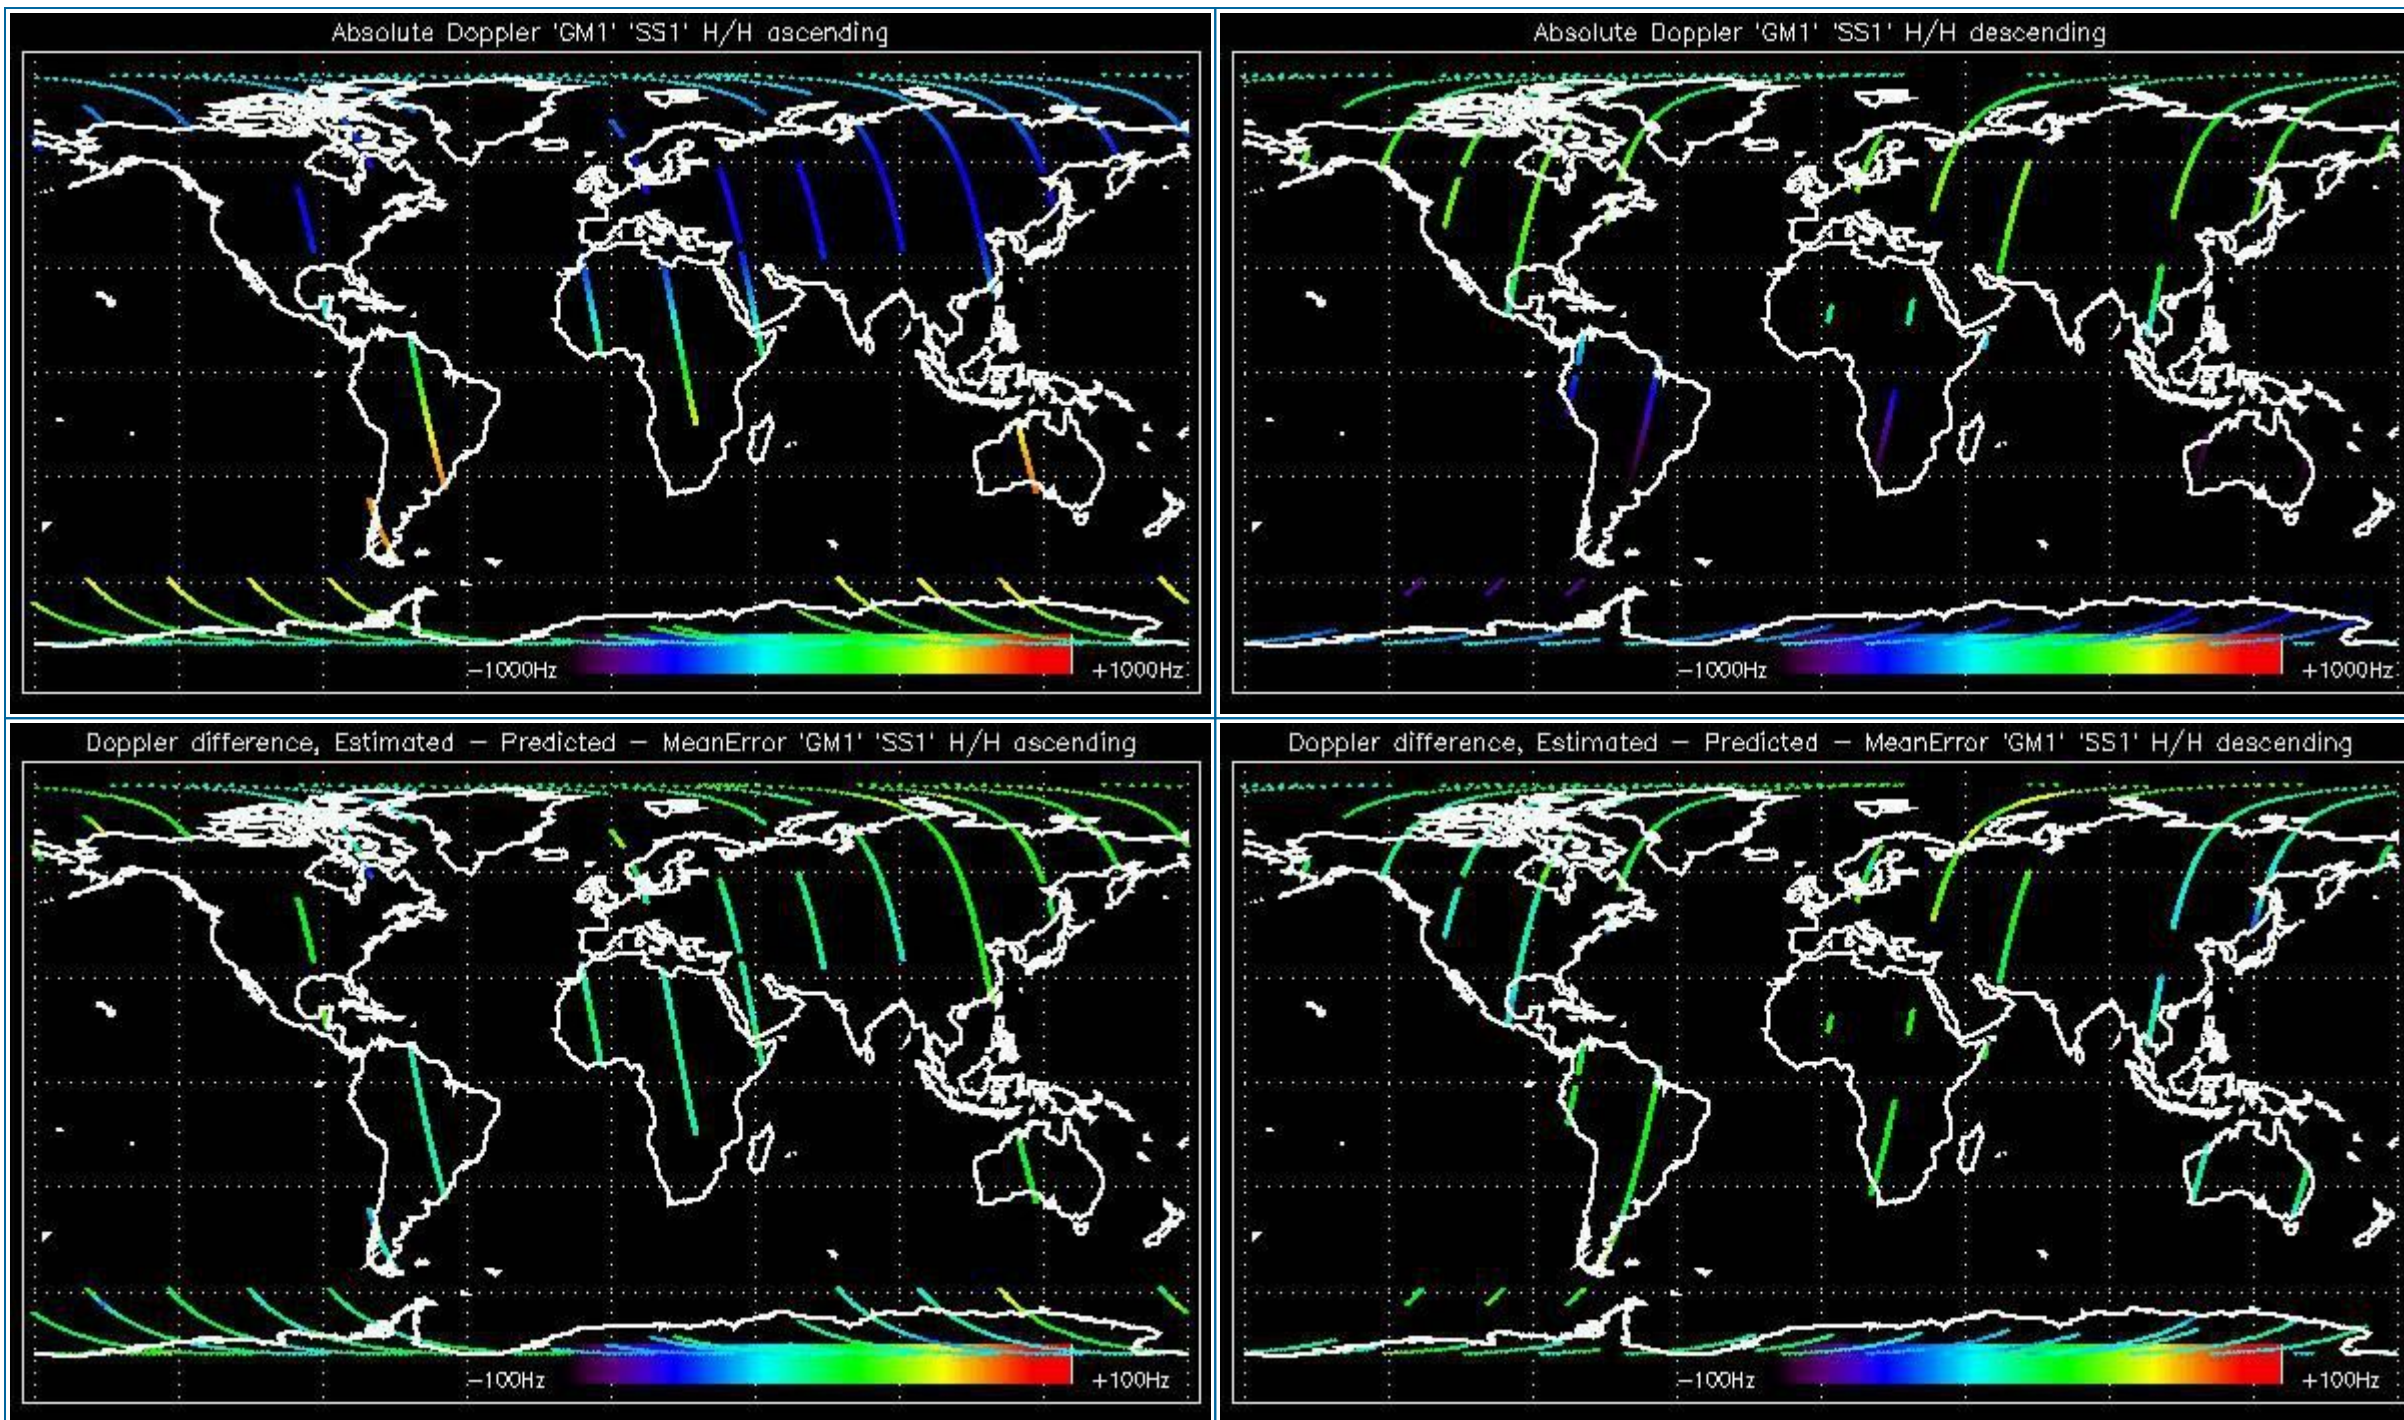 Absolute Doppler 'GM1' 'SS1' H/H ascending
−1000Hz
+1000Hz
Absolute Doppler 'GM1' 'SS1' H/H descending
−1000Hz
+1000Hz
Doppler difference, Estimated − Predicted − MeanError 'GM1' 'SS1' H/H ascending
−100Hz
+100Hz
Doppler difference, Estimated − Predicted − MeanError 'GM1' 'SS1' H/H descending
−100Hz
+100Hz